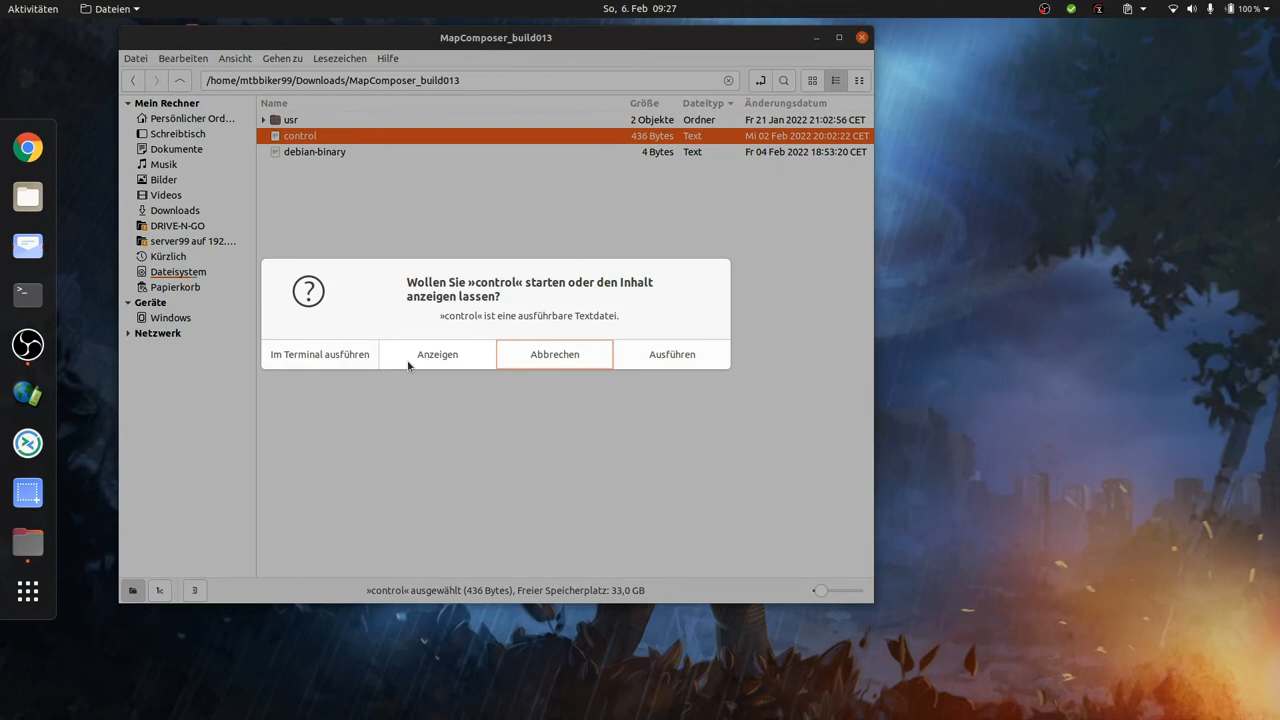 Aktivitäten
Dateien
So, 6. Feb 09:27
100 %
MapComposer_build013
Datei Bearbeiten Ansicht Gehen zu Lesezeichen Hilfe
/home/mtbbiker99/Downloads/MapComposer_build013
Mein Rechner
Persönlicher Ord…
Schreibtisch
Dokumente
Musik
Bilder
Videos
Downloads
DRIVE-N-GO
server99 auf 192.…
Kürzlich
Dateisystem
Papierkorb
Geräte
Windows
Netzwerk
Name Größe Dateityp Änderungsdatum
usr 2 Objekte Ordner Fr 21 Jan 2022 21:02:56 CET
control 436 Bytes Text Mi 02 Feb 2022 20:02:22 CET
debian-binary 4 Bytes Text Fr 04 Feb 2022 18:53:20 CET
Wollen Sie »control« starten oder den Inhalt
anzeigen lassen?
»control« ist eine ausführbare Textdatei.
Im Terminal ausführen Anzeigen Abbrechen Ausführen
»control« ausgewählt (436 Bytes), Freier Speicherplatz: 33,0 GB